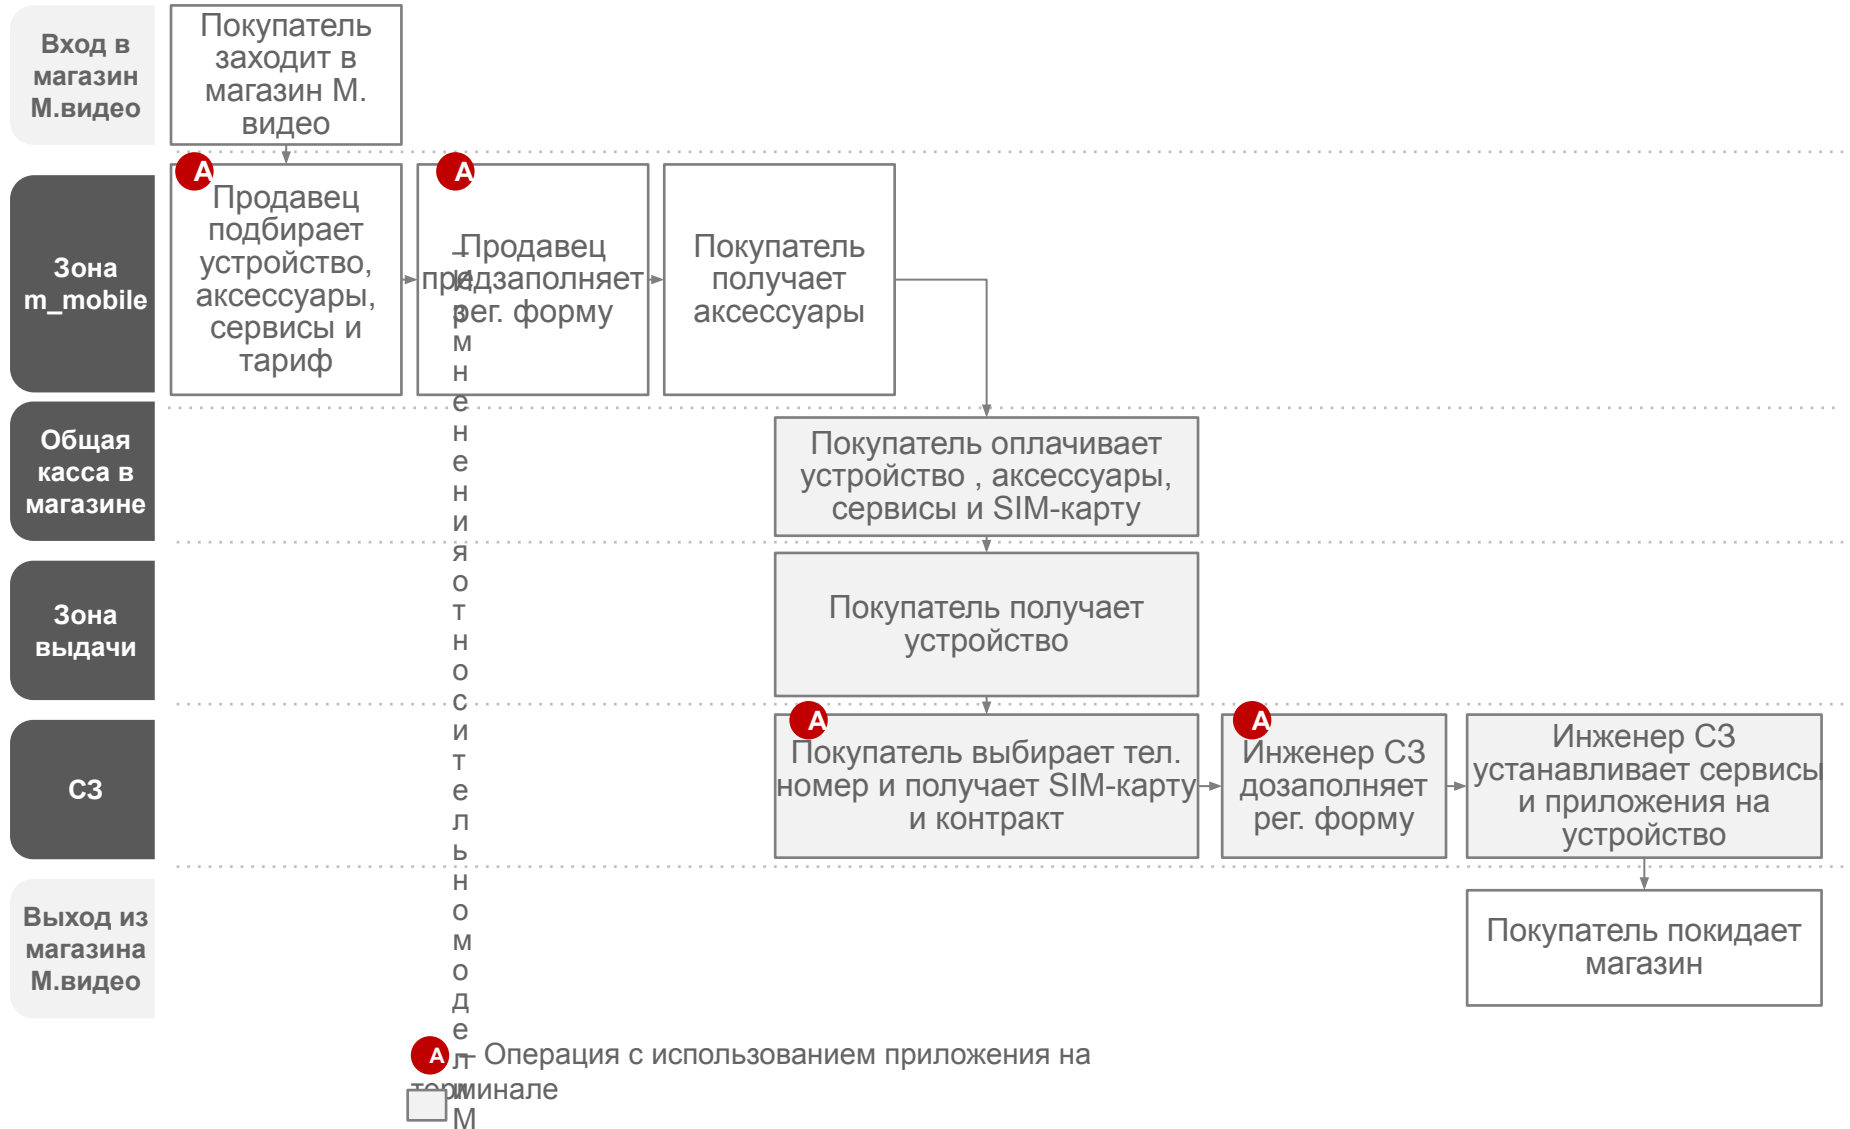 Вход в
магазин
М.видео
Покупатель
заходит в
магазин М.
видео
Зона
m_mobile
А
Продавец
подбирает
устройство,
аксессуары,
сервисы и
тариф
А
Продавец
предзаполняет
рег. форму
Покупатель
получает
аксессуары
Общая
касса в
магазине
Покупатель оплачивает
устройство , аксессуары,
сервисы и SIM-карту
Зона
выдачи
Покупатель получает
устройство
СЗ
А
Покупатель выбирает тел.
номер и получает SIM-карту
и контракт
А
Инженер СЗ
дозаполняет
рег. форму
Инженер СЗ
устанавливает сервисы
и приложения на
устройство
Выход из
магазина
М.видео
Покупатель покидает
магазин
А – Операция с использованием приложения на
терминале
– Изменения относительно модели М